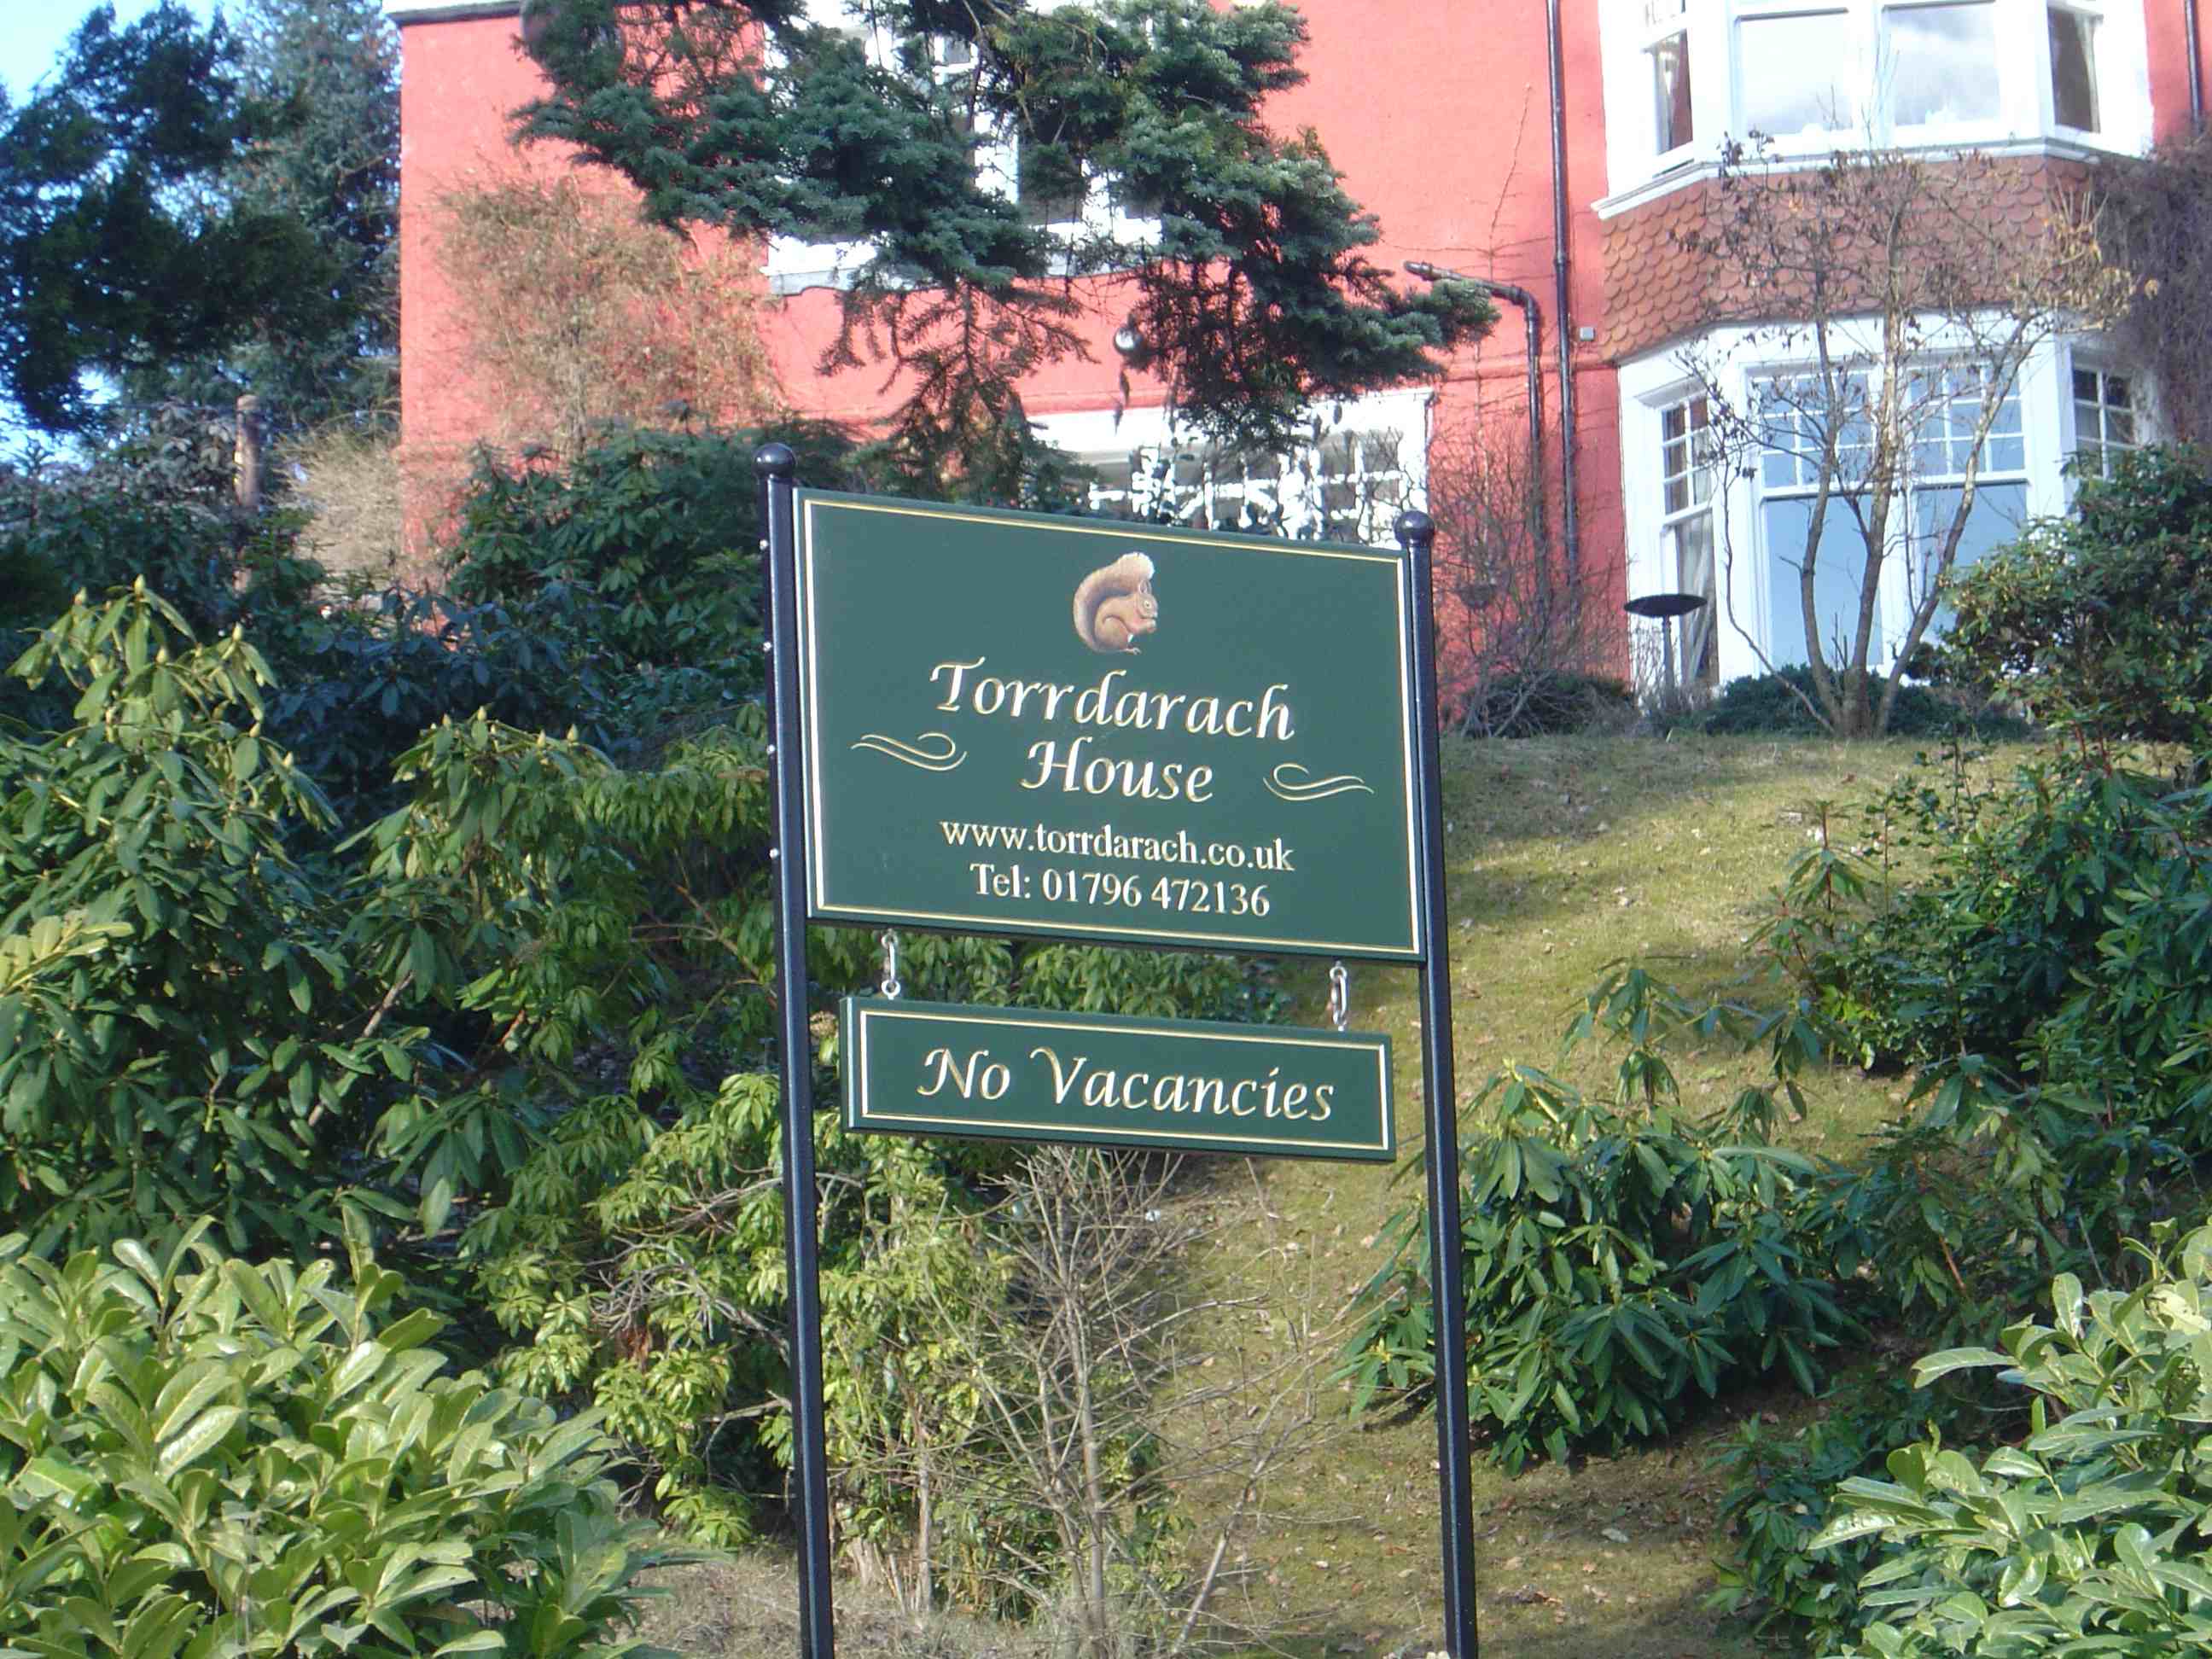 Torrdarach
House
www.torrdarach.co.uk
Tel: 01796 472136
No Vacancies